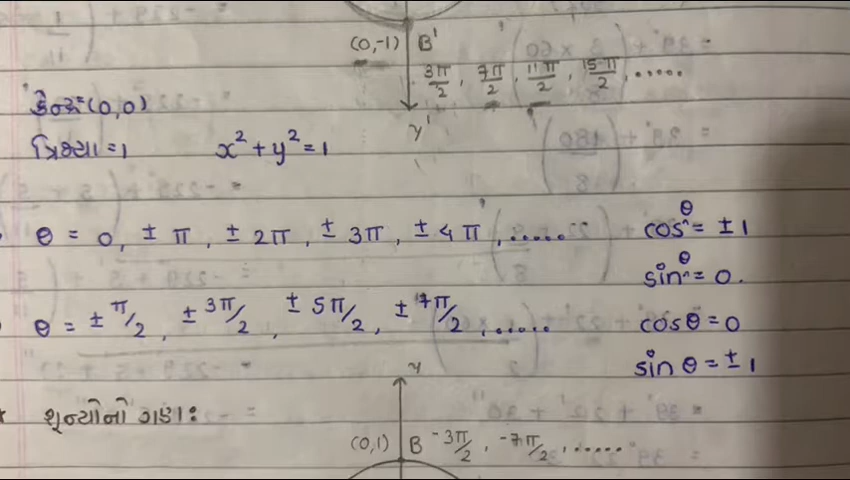 (0,-1) B'
3π/2, 7π/2, 11π/2, 15π/2, ......
y'
કેન્દ્ર=(0,0)
ત્રિજ્યા=1 x²+y²=1
θ = 0, ± π, ± 2π, ± 3π, ± 4π, ...... cosθ = ±1
sinθ = 0.
θ = ± π/2, ± 3π/2, ± 5π/2, ± 7π/2, ...... cosθ = 0
sin θ = ± 1
y
* શૂન્યોનો ગણ:
(0,1) B -3π/2, -7π/2, ......